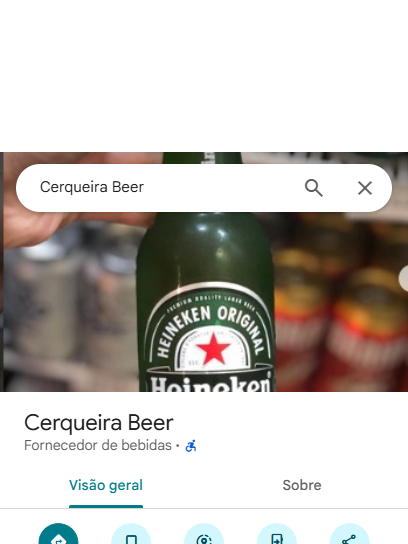 Cerqueira Beer
PREMIUM QUALITY LAGER BEER
HEINEKEN ORIGINAL
Heineken
Cerqueira Beer
Fornecedor de bebidas ·
Visão geral
Sobre